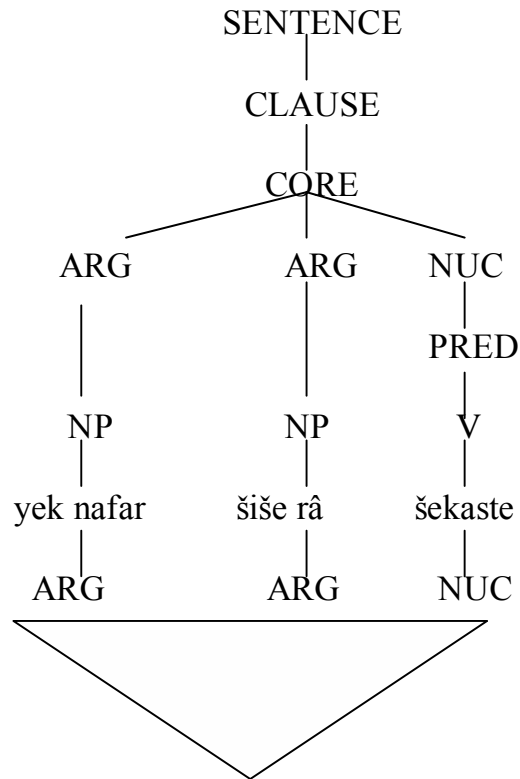 SENTENCE
CLAUSE
CORE
ARG ARG NUC
PRED
NP NP V
yek nafar šiše râ šekaste
ARG ARG NUC